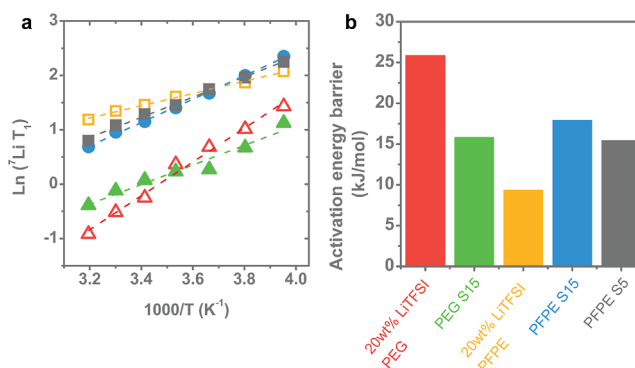 a
Ln (⁷Li T₁)
3
2
1
0
-1
3.2
3.4
3.6
3.8
4.0
1000/T (K⁻¹)
b
Activation energy barrier
(kJ/mol)
30
25
20
15
10
5
0
20wt% LiTFSI
PEG
PEG S15
20wt% LiTFSI
PFPE
PFPE S15
PFPE S5